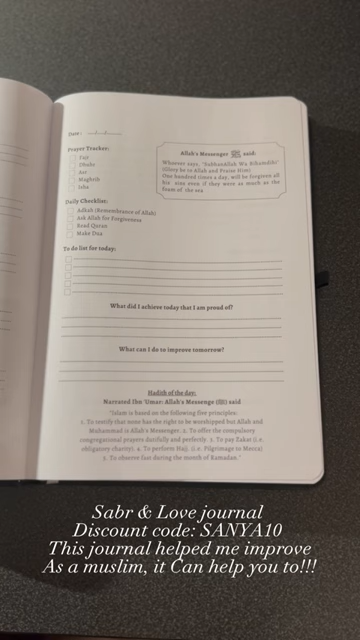 Date: __/__/__
Prayer Tracker:
Fajr
Dhuhr
Asr
Maghrib
Isha
Allah's Messenger ﷺ said:
Whoever says, "SubhanAllah Wa Alhamdihi"
(Glory be to Allah and Praise Him)
One hundred times a day, will be forgiven all
his sins even if they were as much as the
foam of the sea
Daily Checklist:
Adkah (Remembrance of Allah)
Ask Allah for Forgiveness
Read Quran
Make Dua
To do list for today:
What did I achieve today that I am proud of?
What can I do to improve tomorrow?
Hadith of the day:
Narrated Ibn 'Umar: Allah's Messenge (ﷺ) said
"Islam is based on the following five principles:
1. To testify that none has the right to be worshipped but Allah and
Muhammad is Allah's Messenger. 2. To offer the compulsory
congregational prayers dutifully and perfectly. 3. To pay Zakat (i.e.
obligatory charity). 4. To perform Hajj. (i.e. Pilgrimage to Mecca)
5. To observe fast during the month of Ramadan."
Sabr & Love journal
Discount code: SANYA10
This journal helped me improve
As a muslim, it Can help you to!!!